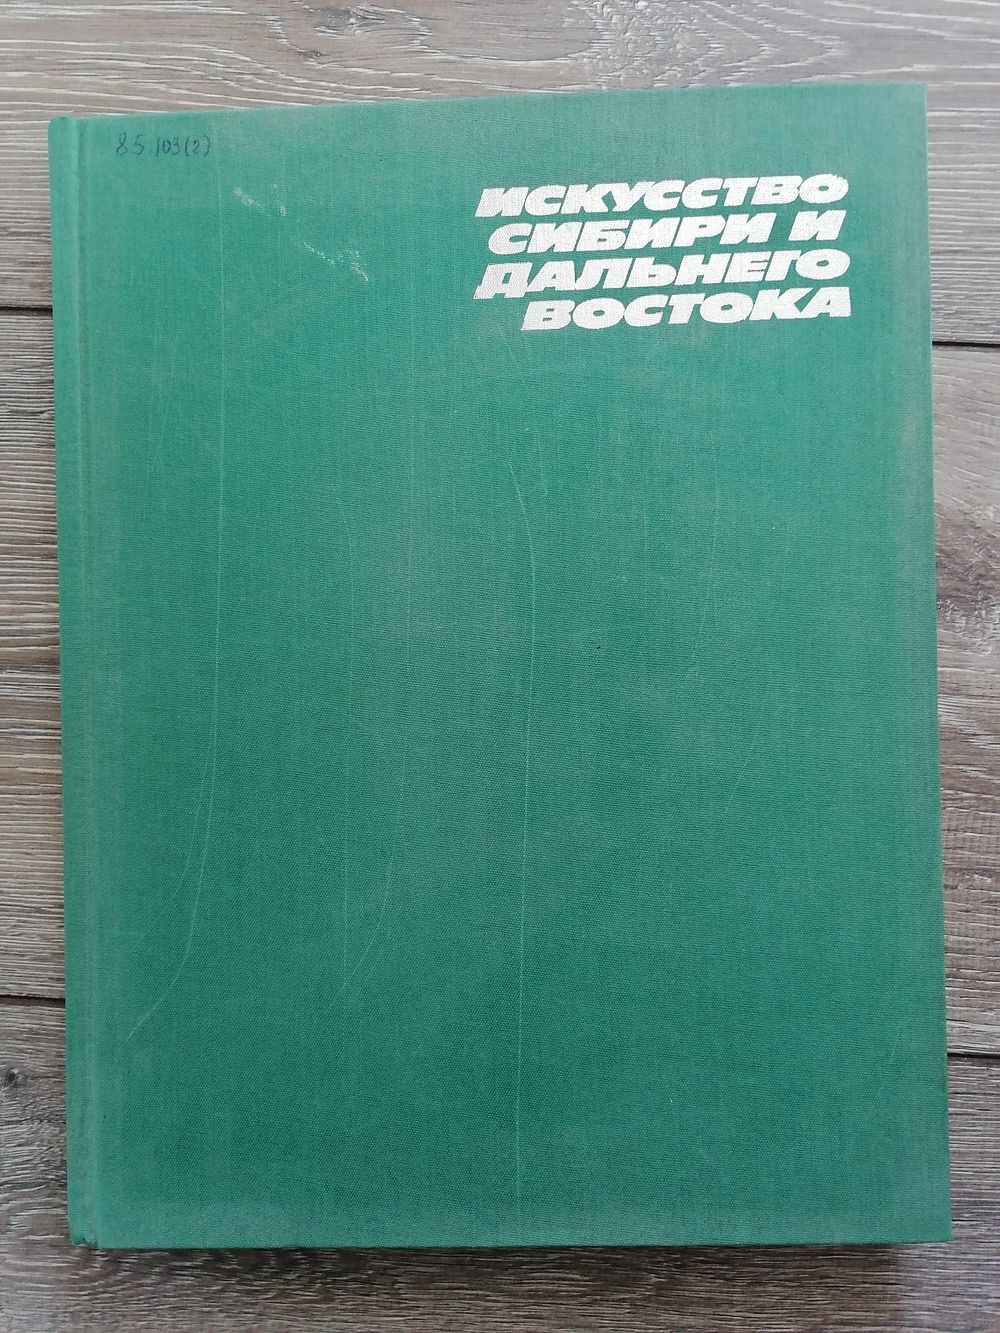 85.103(2)
ИСКУССТВО
СИБИРИ И
ДАЛЬНЕГО
ВОСТОКА